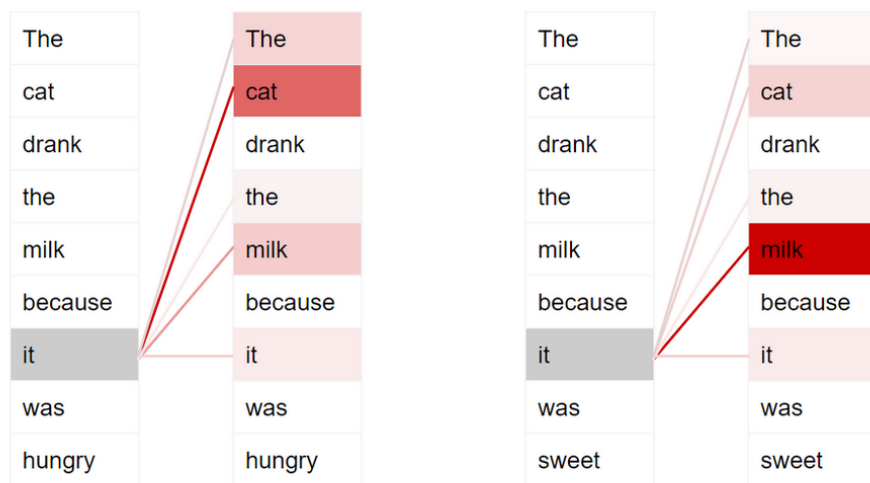 The
cat
drank
the
milk
because
it
was
hungry
The
cat
drank
the
milk
because
it
was
hungry
The
cat
drank
the
milk
because
it
was
sweet
The
cat
drank
the
milk
because
it
was
sweet